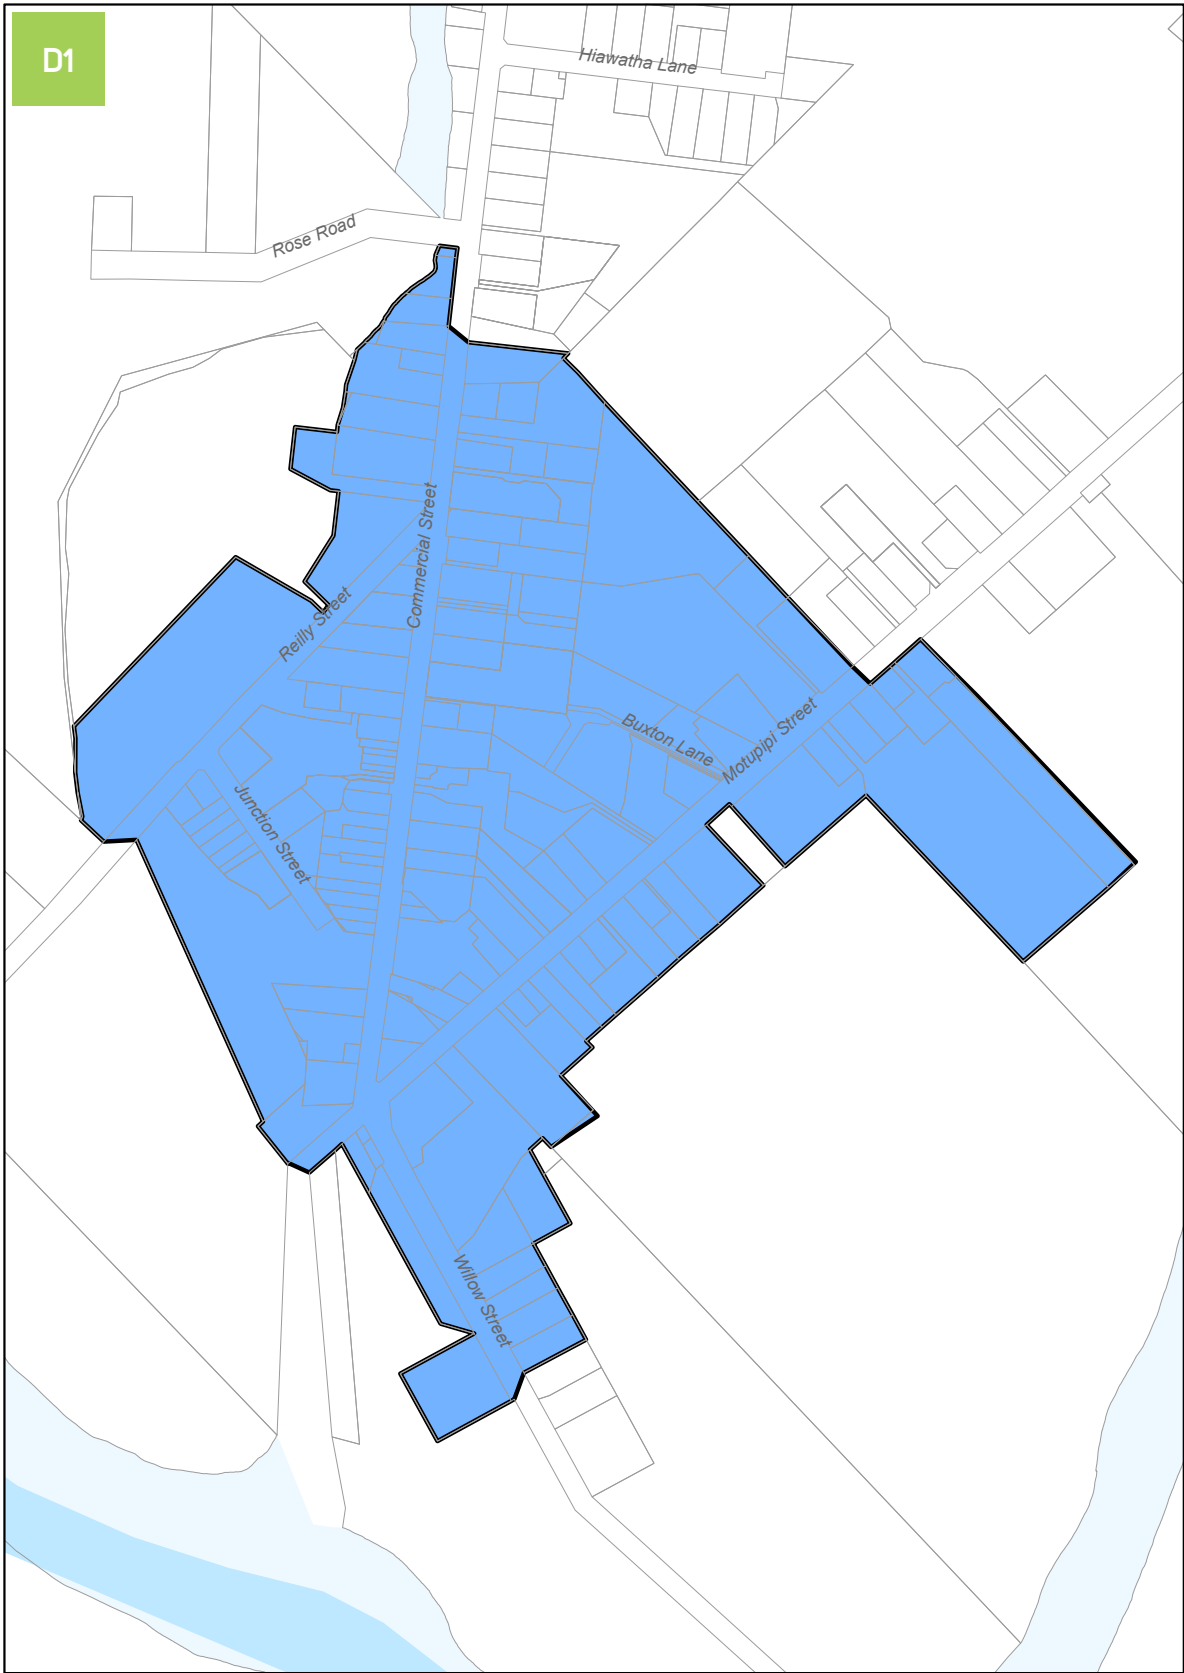 D1
Hiawatha Lane
Rose Road
Commercial Street
Reilly Street
Buxton Lane
Motupipi Street
Junction Street
Willow Street